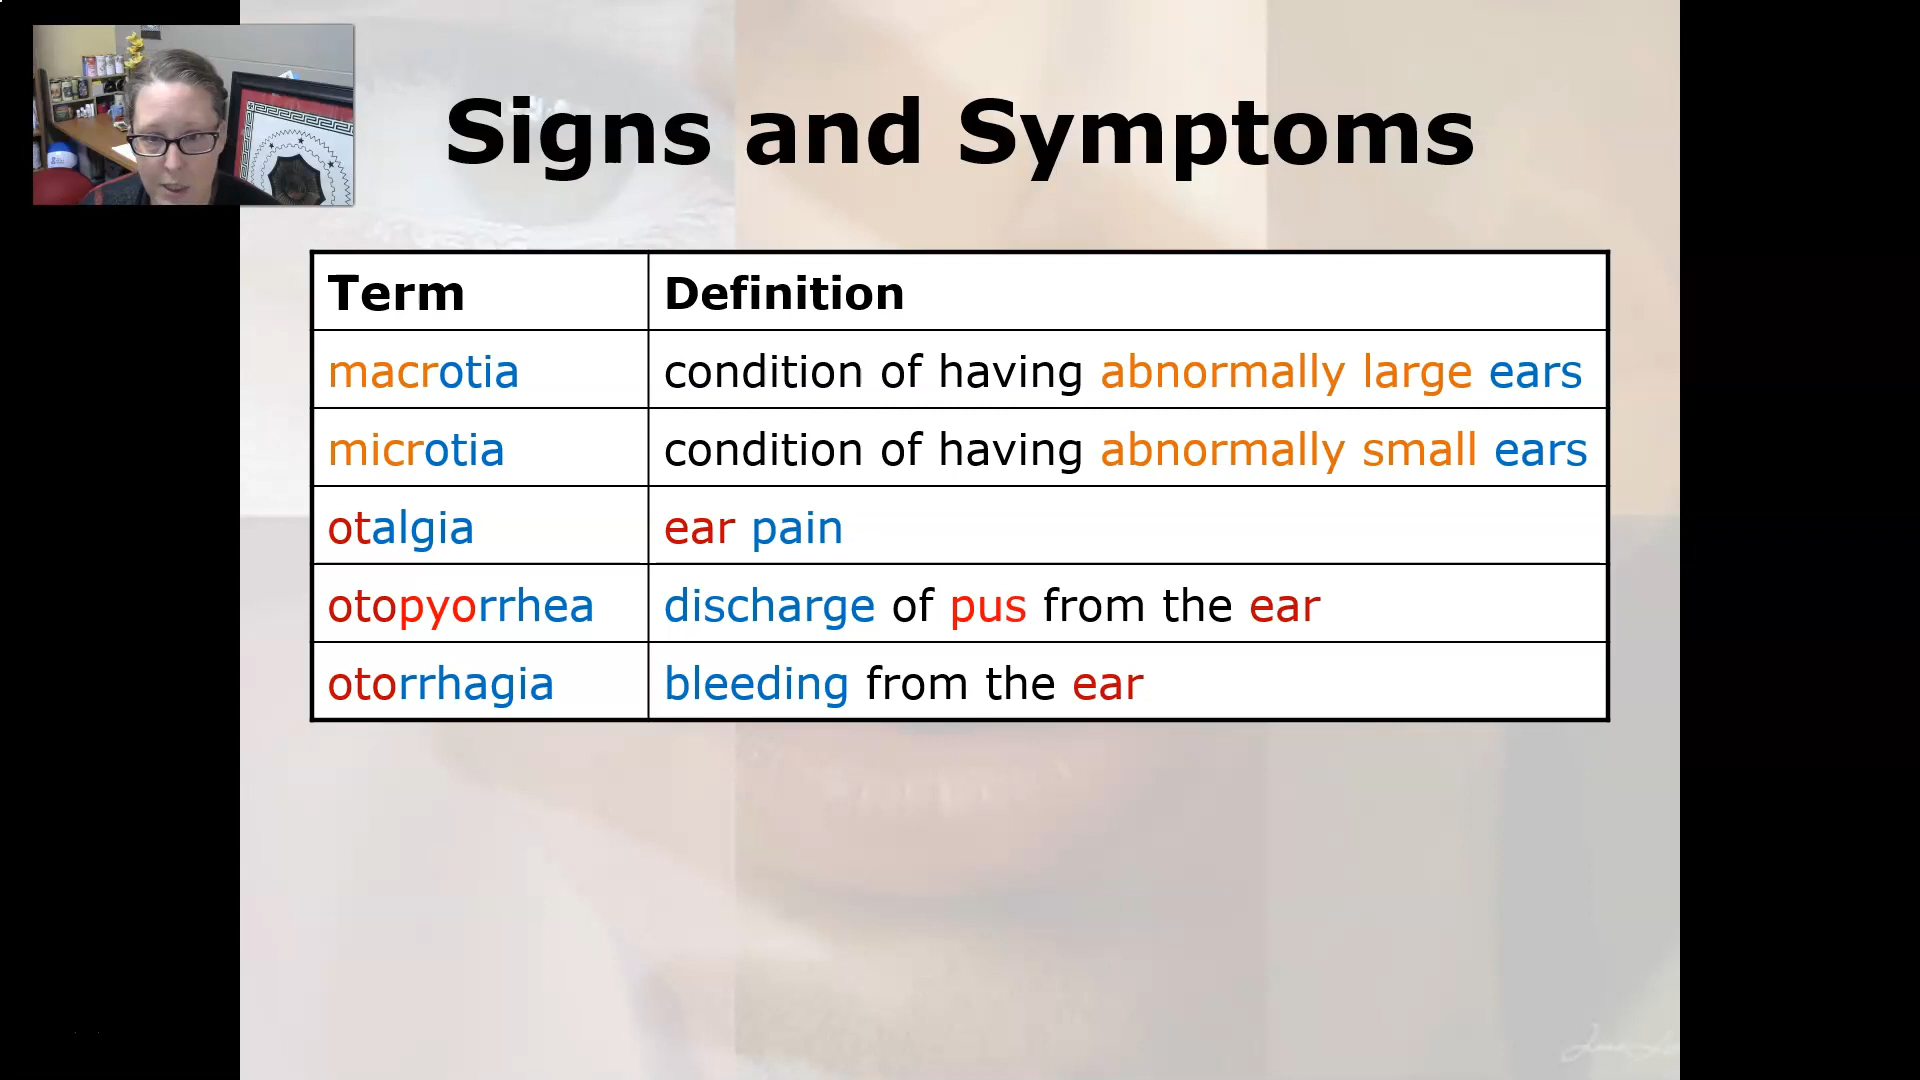 Signs and Symptoms
Term Definition
macrotia condition of having abnormally large ears
microtia condition of having abnormally small ears
otalgia ear pain
otopyorrhea discharge of pus from the ear
otorrhagia bleeding from the ear